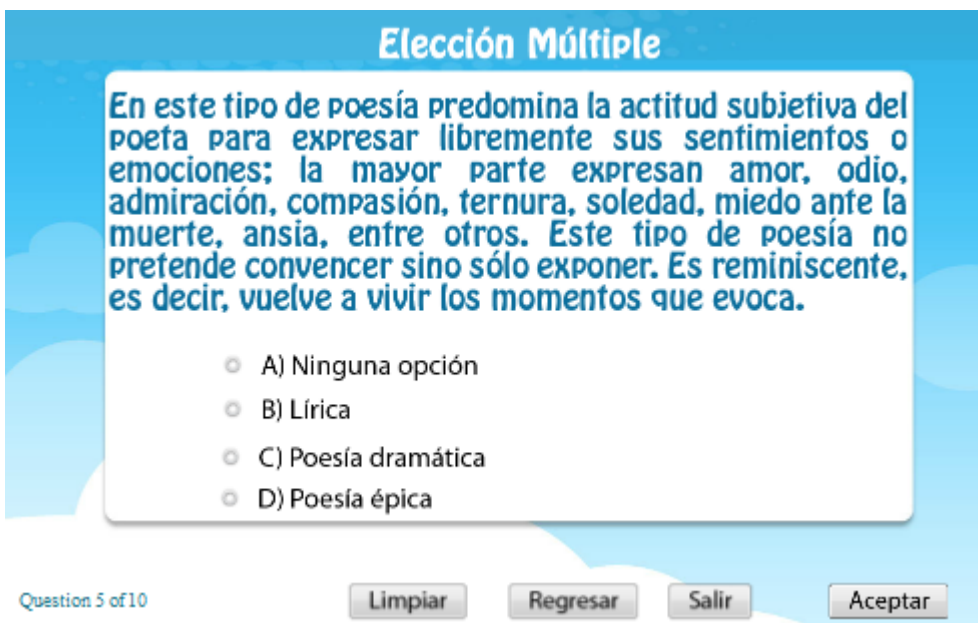 Elección Múltiple
En este tipo de poesía predomina la actitud subjetiva del
poeta para expresar libremente sus sentimientos o
emociones; la mayor parte expresan amor, odio,
admiración, compasión, ternura, soledad, miedo ante la
muerte, ansia, entre otros. Este tipo de poesía no
pretende convencer sino sólo exponer. Es reminiscente,
es decir, vuelve a vivir los momentos que evoca.
A) Ninguna opción
B) Lírica
C) Poesía dramática
D) Poesía épica
Question 5 of 10
Limpiar
Regresar
Salir
Aceptar